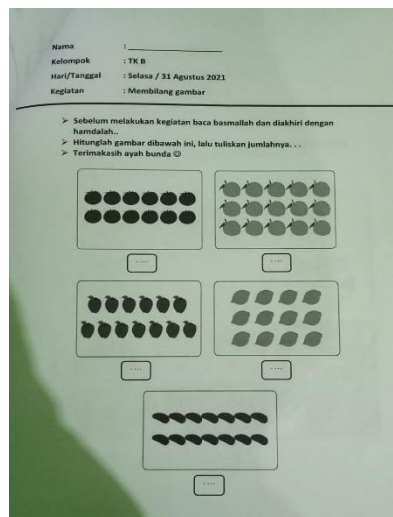 Nama : ____________
Kelompok : TK B
Hari/Tanggal : Selasa / 31 Agustus 2021
Kegiatan : Membilang gambar
➢ Sebelum melakukan kegiatan baca basmallah dan diakhiri dengan
hamdalah..
➢ Hitunglah gambar dibawah ini, lalu tuliskan jumlahnya. . .
➢ Terimakasih ayah bunda ☺
. . . .
. . . .
. . . .
. . . .
. . . .